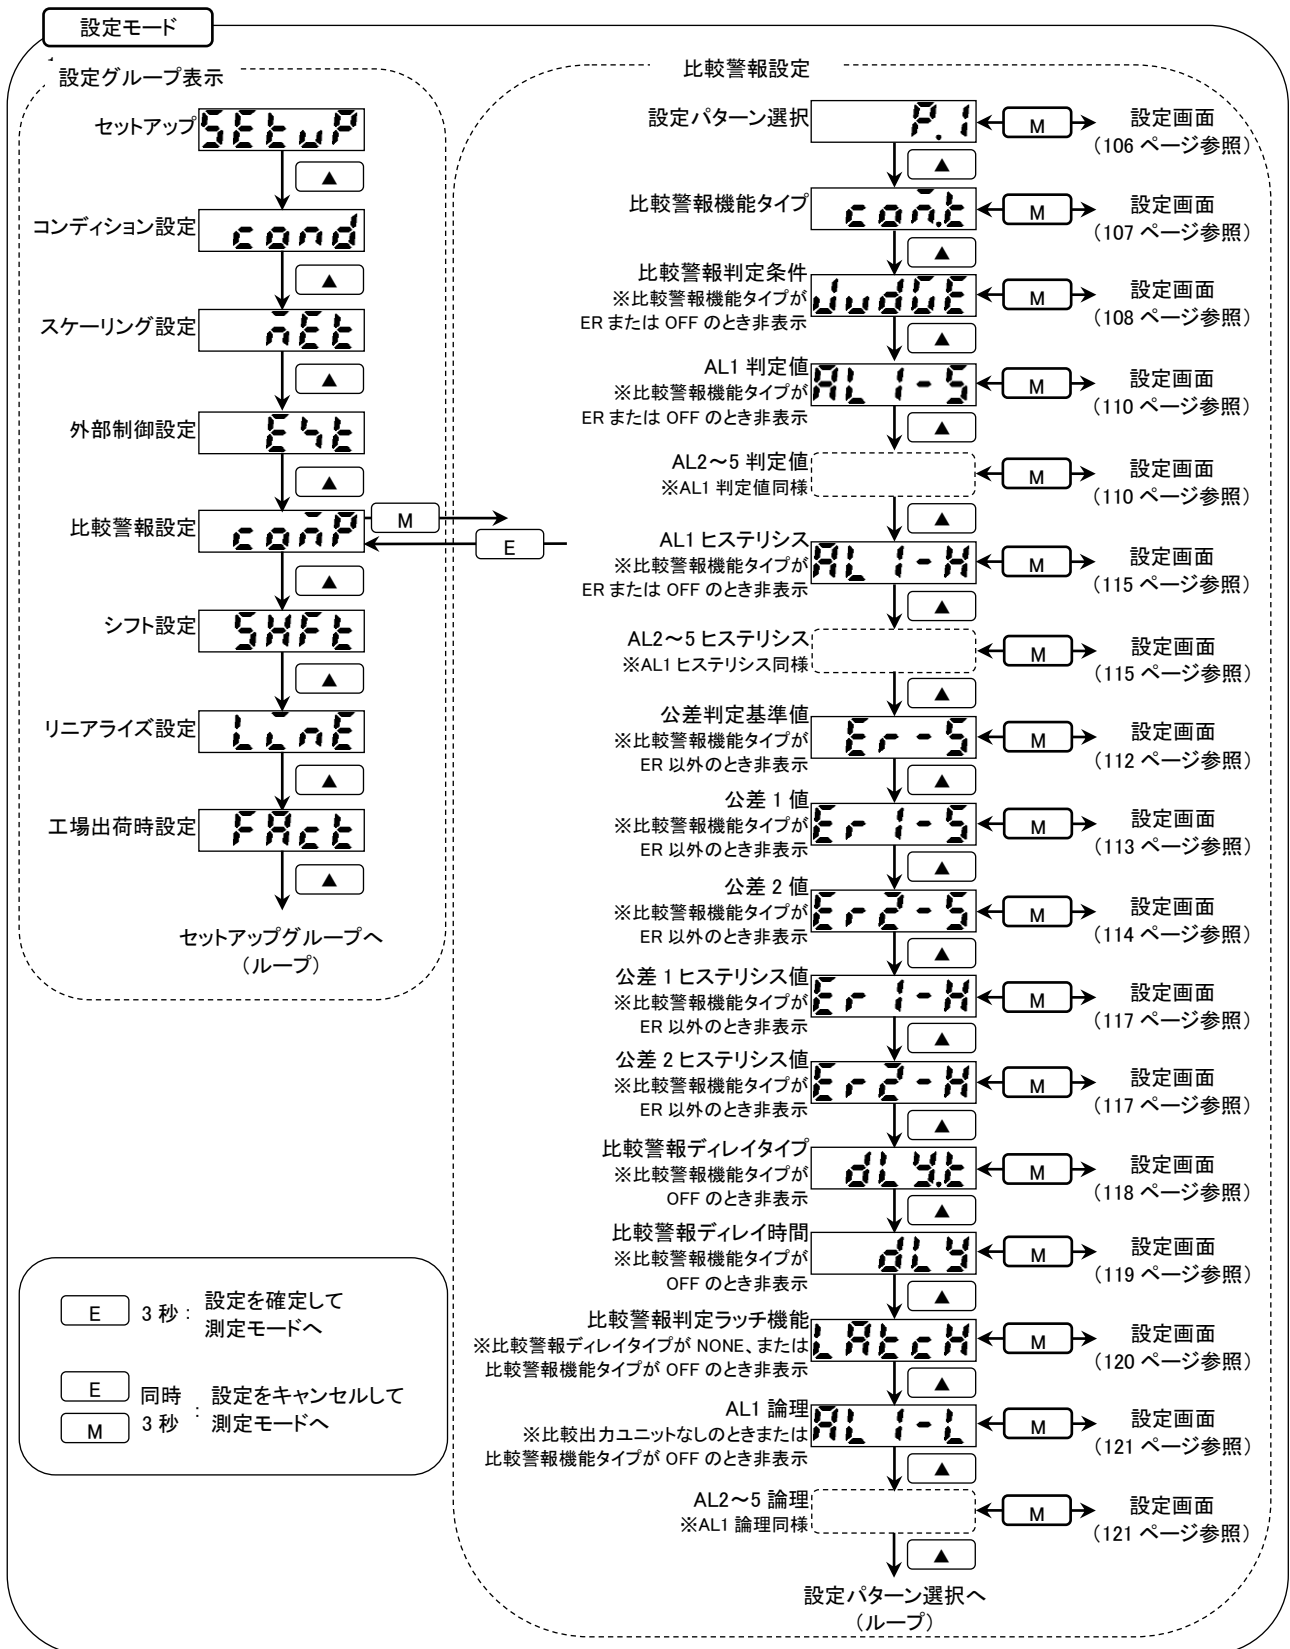 設定モード
設定グループ表示
セットアップ SEtuP
▲
コンディション設定 cond
▲
スケーリング設定 mEt
▲
外部制御設定 Eyt
▲
比較警報設定 comP
M
E
▲
シフト設定 SHFt
▲
リニアライズ設定 LinE
▲
工場出荷時設定 FAct
▲
セットアップグループへ
(ループ)
E 3 秒 : 設定を確定して
測定モードへ
E 同時
M 3 秒 : 設定をキャンセルして
測定モードへ
比較警報設定
設定パターン選択 P.1 M 設定画面
(106 ページ参照)
▲
比較警報機能タイプ com.t M 設定画面
(107 ページ参照)
▲
比較警報判定条件 JudGE M 設定画面
※比較警報機能タイプが
ER または OFF のとき非表示
(108 ページ参照)
▲
AL1 判定値 AL1-S M 設定画面
※比較警報機能タイプが
ER または OFF のとき非表示
(110 ページ参照)
▲
AL2~5 判定値 M 設定画面
※AL1 判定値同様
(110 ページ参照)
▲
AL1 ヒステリシス AL1-H M 設定画面
※比較警報機能タイプが
ER または OFF のとき非表示
(115 ページ参照)
▲
AL2~5 ヒステリシス M 設定画面
※AL1 ヒステリシス同様
(115 ページ参照)
▲
公差判定基準値 Er-S M 設定画面
※比較警報機能タイプが
ER 以外のとき非表示
(112 ページ参照)
▲
公差 1 値 Er1-S M 設定画面
※比較警報機能タイプが
ER 以外のとき非表示
(113 ページ参照)
▲
公差 2 値 Er2-S M 設定画面
※比較警報機能タイプが
ER 以外のとき非表示
(114 ページ参照)
▲
公差 1 ヒステリシス値 Er1-H M 設定画面
※比較警報機能タイプが
ER 以外のとき非表示
(117 ページ参照)
▲
公差 2 ヒステリシス値 Er2-H M 設定画面
※比較警報機能タイプが
ER 以外のとき非表示
(117 ページ参照)
▲
比較警報ディレイタイプ dLY.t M 設定画面
※比較警報機能タイプが
OFF のとき非表示
(118 ページ参照)
▲
比較警報ディレイ時間 dLY M 設定画面
※比較警報機能タイプが
OFF のとき非表示
(119 ページ参照)
▲
比較警報判定ラッチ機能 LAtcH M 設定画面
※比較警報ディレイタイプが NONE、または
比較警報機能タイプが OFF のとき非表示
(120 ページ参照)
▲
AL1 論理 AL1-L M 設定画面
※比較出力ユニットなしのときまたは
比較警報機能タイプが OFF のとき非表示
(121 ページ参照)
▲
AL2~5 論理 M 設定画面
※AL1 論理同様
(121 ページ参照)
▲
設定パターン選択へ
(ループ)